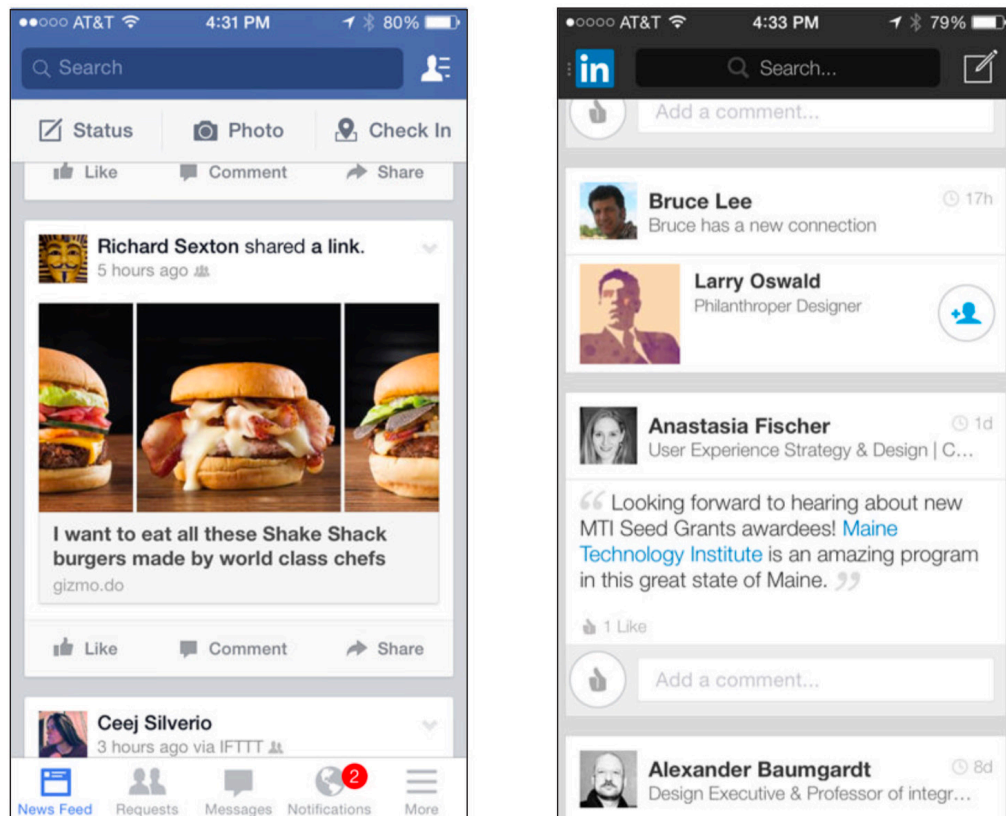 AT&T 4:31 PM 80%
Search
Status Photo Check In
Like Comment Share
Richard Sexton shared a link.
5 hours ago
I want to eat all these Shake Shack
burgers made by world class chefs
gizmo.do
Like Comment Share
Ceej Silverio
3 hours ago via IFTTT
2
News Feed Requests Messages Notifications More
AT&T 4:33 PM 79%
in Search...
Add a comment...
Bruce Lee 17h
Bruce has a new connection
Larry Oswald
Philanthroper Designer
Anastasia Fischer 1d
User Experience Strategy & Design | C...
“ Looking forward to hearing about new
MTI Seed Grants awardees! Maine
Technology Institute is an amazing program
in this great state of Maine. ”
1 Like
Add a comment...
Alexander Baumgardt 8d
Design Executive & Professor of integr...